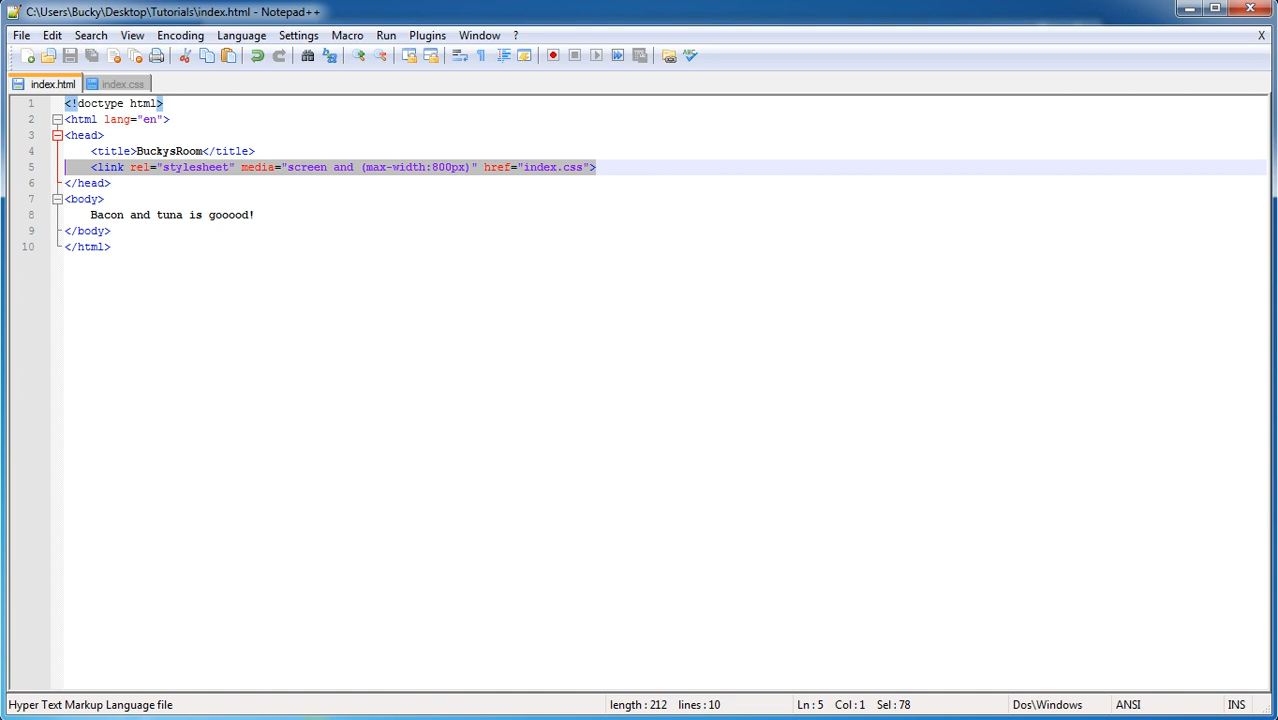 C:\Users\Bucky\Desktop\Tutorials\index.html - Notepad++
File Edit Search View Encoding Language Settings Macro Run Plugins Window ? X
index.html index.css
1 <!doctype html>
2 <html lang="en">
3 <head>
4 <title>BuckysRoom</title>
5 <link rel="stylesheet" media="screen and (max-width:800px)" href="index.css">
6 </head>
7 <body>
8 Bacon and tuna is gooood!
9 </body>
10 </html>
Hyper Text Markup Language file length : 212 lines : 10 Ln : 5 Col : 1 Sel : 78 Dos\Windows ANSI INS